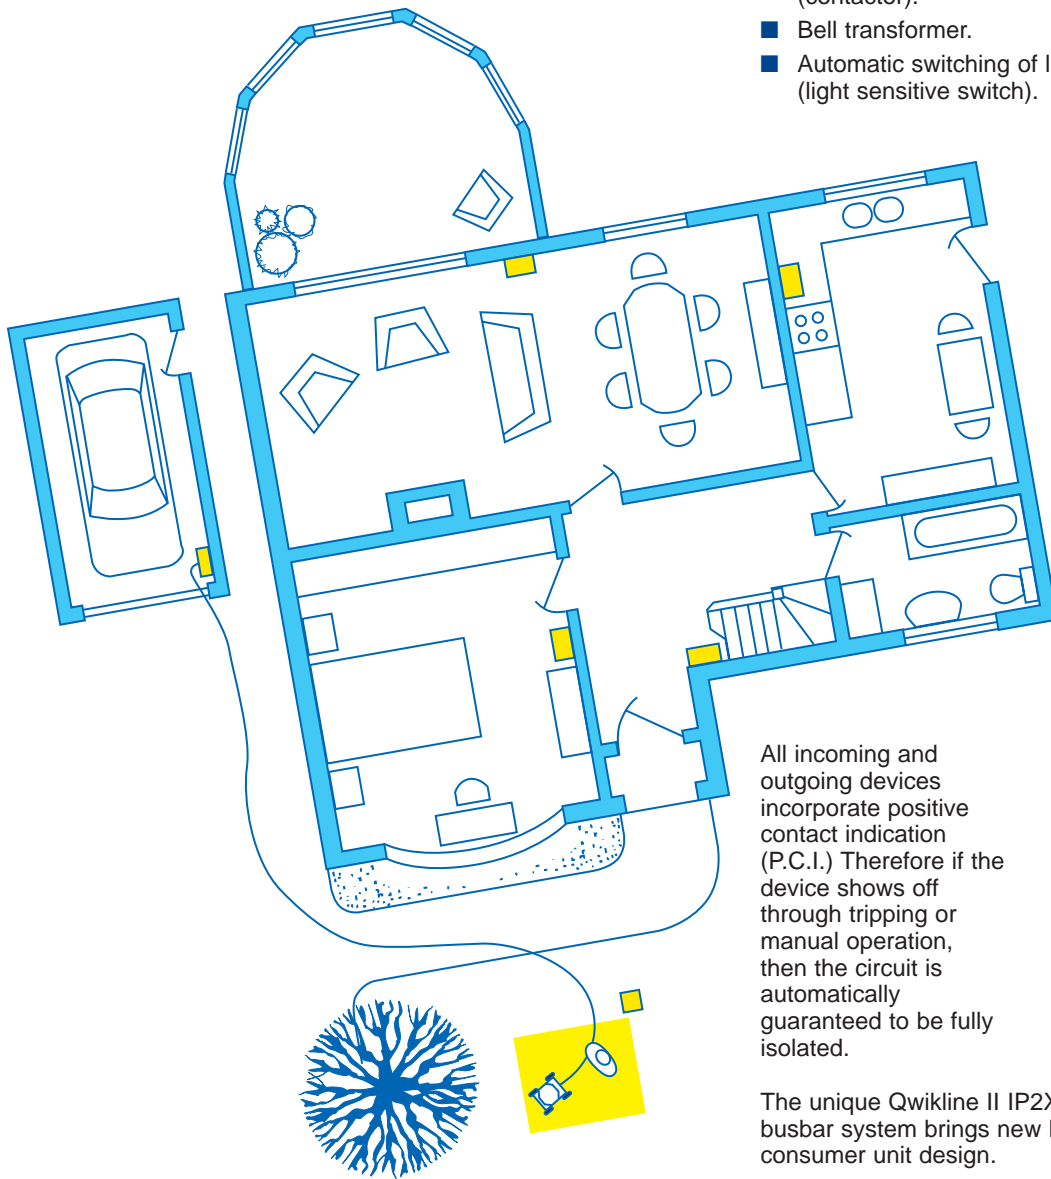 (contactor).
■ Bell transformer.
■ Automatic switching of
(light sensitive switch).
All incoming and
outgoing devices
incorporate positive
contact indication
(P.C.I.) Therefore if the
device shows off
through tripping or
manual operation,
then the circuit is
automatically
guaranteed to be fully
isolated.
The unique Qwikline II IP2X
busbar system brings new
consumer unit design.